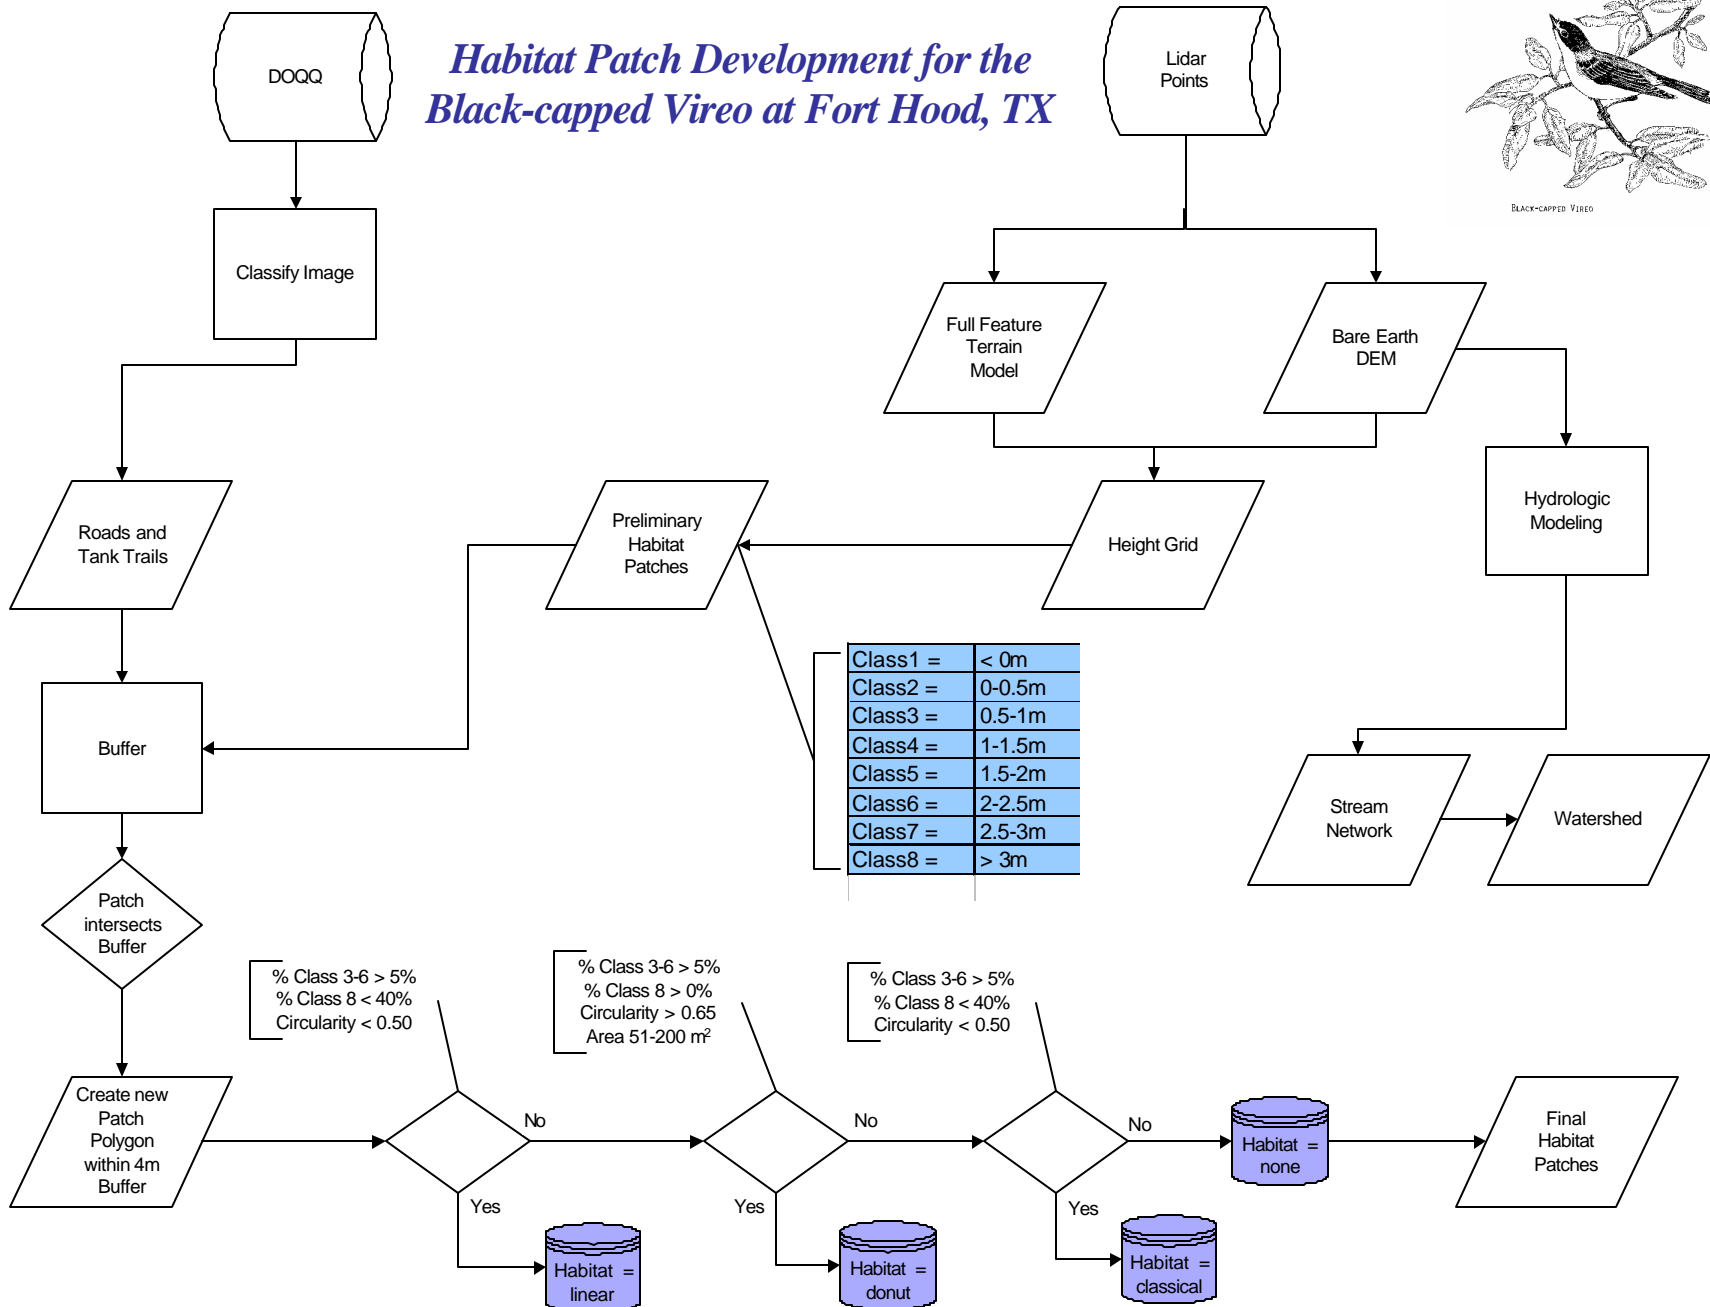 Habitat Patch Development for the
Black-capped Vireo at Fort Hood, TX
DOQQ
Lidar
Points
BLACK-CAPPED VIREO
Classify Image
Full Feature
Terrain
Model
Bare Earth
DEM
Roads and
Tank Trails
Preliminary
Habitat
Patches
Height Grid
Hydrologic
Modeling
Buffer
Class1 = < 0m
Class2 = 0-0.5m
Class3 = 0.5-1m
Class4 = 1-1.5m
Class5 = 1.5-2m
Class6 = 2-2.5m
Class7 = 2.5-3m
Class8 = > 3m
Stream
Network
Watershed
Patch
intersects
Buffer
% Class 3-6 > 5%
% Class 8 < 40%
Circularity < 0.50
% Class 3-6 > 5%
% Class 8 > 0%
Circularity > 0.65
Area 51-200 m²
% Class 3-6 > 5%
% Class 8 < 40%
Circularity < 0.50
Create new
Patch
Polygon
within 4m
Buffer
No
No
No
Habitat =
none
Final
Habitat
Patches
Yes
Yes
Yes
Habitat =
linear
Habitat =
donut
Habitat =
classical